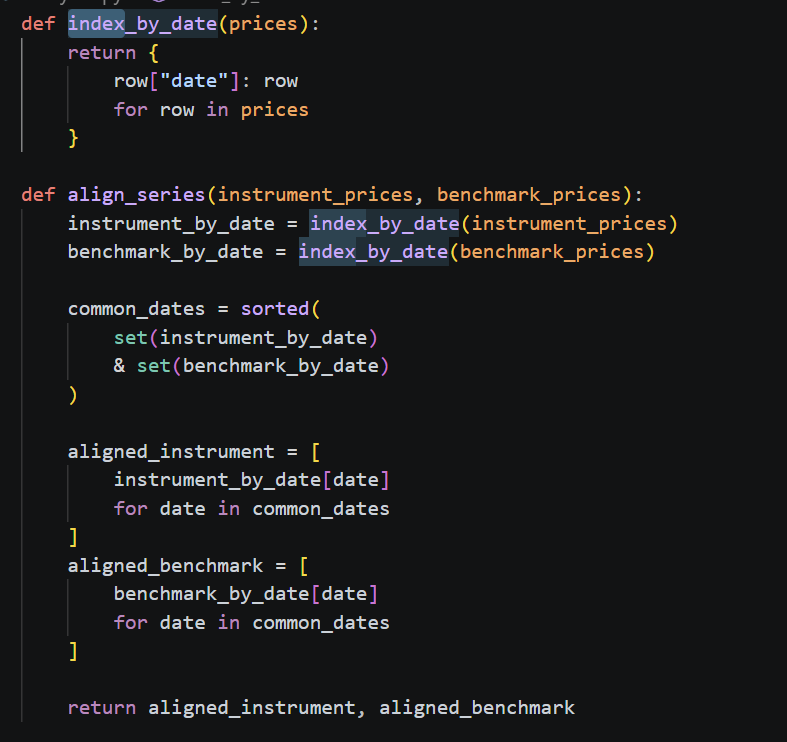 def index_by_date(prices):
    return {
        row["date"]: row
        for row in prices
    }

def align_series(instrument_prices, benchmark_prices):
    instrument_by_date = index_by_date(instrument_prices)
    benchmark_by_date = index_by_date(benchmark_prices)

    common_dates = sorted(
        set(instrument_by_date)
        & set(benchmark_by_date)
    )

    aligned_instrument = [
        instrument_by_date[date]
        for date in common_dates
    ]
    aligned_benchmark = [
        benchmark_by_date[date]
        for date in common_dates
    ]

    return aligned_instrument, aligned_benchmark